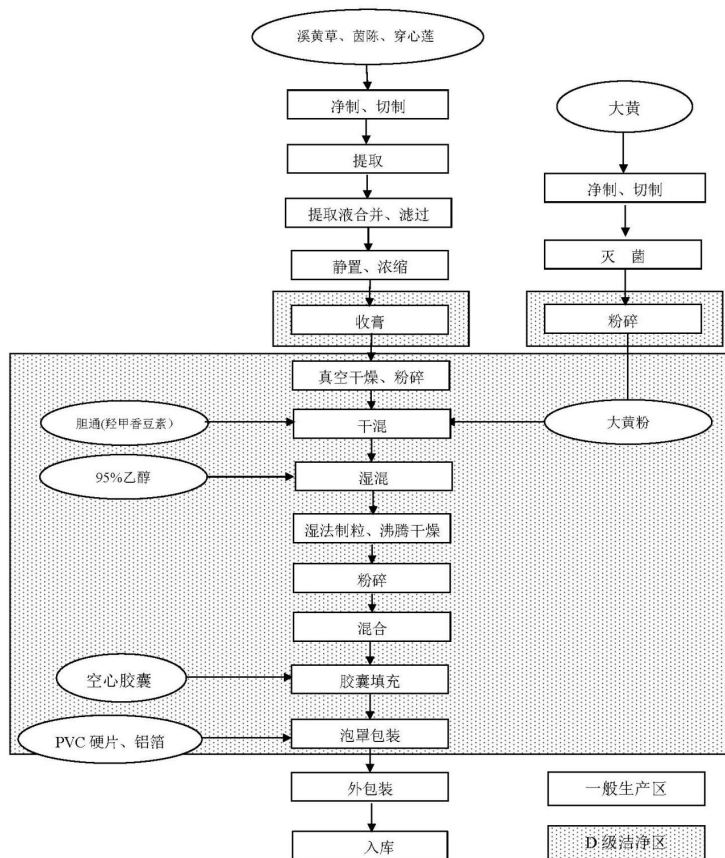 溪黄草、茵陈、穿心莲
净制、切制
大黄
提取
净制、切制
提取液合并、滤过
灭 菌
静置、浓缩
收膏
粉碎
真空干燥、粉碎
胆通(羟甲香豆素）
干混
大黄粉
95%乙醇
湿混
湿法制粒、沸腾干燥
粉碎
混合
空心胶囊
胶囊填充
PVC 硬片、铝箔
泡罩包装
外包装
一般生产区
入库
D 级洁净区